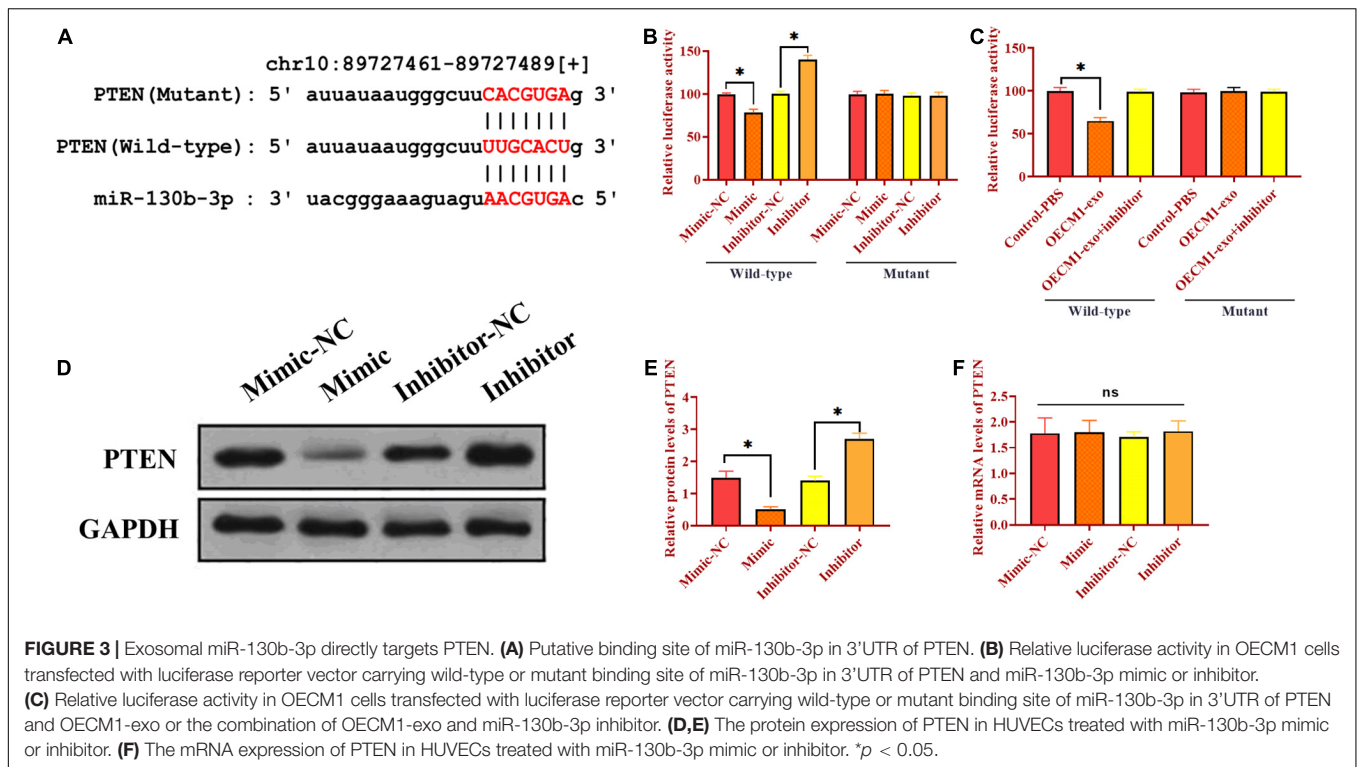 A
chr10:89727461-89727489[+]
PTEN(Mutant): 5' auuauaaugggcuuCACGUGAg 3'
| | | | | | |
PTEN(Wild-type): 5' auuauaaugggcuuUUGCACUg 3'
| | | | | | |
miR-130b-3p : 3' uacgggaaaguaguAACGUGAc 5'
B
Relative luciferase activity
150
100
50
0
*
*
Mimic-NC
Mimic
Inhibitor-NC
Inhibitor
Mimic-NC
Mimic
Inhibitor-NC
Inhibitor
Wild-type
Mutant
C
Relative luciferase activity
150
100
50
0
*
Control-PBS
OECM1-exo
OECM1-exo+inhibitor
Control-PBS
OECM1-exo
OECM1-exo+inhibitor
Wild-type
Mutant
D
Mimic-NC
Mimic
Inhibitor-NC
Inhibitor
PTEN
GAPDH
E
Relative protein levels of PTEN
4
3
2
1
0
*
*
Mimic-NC
Mimic
Inhibitor-NC
Inhibitor
F
Relative mRNA levels of PTEN
2.5
2.0
1.5
1.0
0.5
0.0
ns
Mimic-NC
Mimic
Inhibitor-NC
Inhibitor
FIGURE 3 | Exosomal miR-130b-3p directly targets PTEN. (A) Putative binding site of miR-130b-3p in 3'UTR of PTEN. (B) Relative luciferase activity in OECM1 cells
transfected with luciferase reporter vector carrying wild-type or mutant binding site of miR-130b-3p in 3'UTR of PTEN and miR-130b-3p mimic or inhibitor.
(C) Relative luciferase activity in OECM1 cells transfected with luciferase reporter vector carrying wild-type or mutant binding site of miR-130b-3p in 3'UTR of PTEN
and OECM1-exo or the combination of OECM1-exo and miR-130b-3p inhibitor. (D,E) The protein expression of PTEN in HUVECs treated with miR-130b-3p mimic
or inhibitor. (F) The mRNA expression of PTEN in HUVECs treated with miR-130b-3p mimic or inhibitor. *p < 0.05.